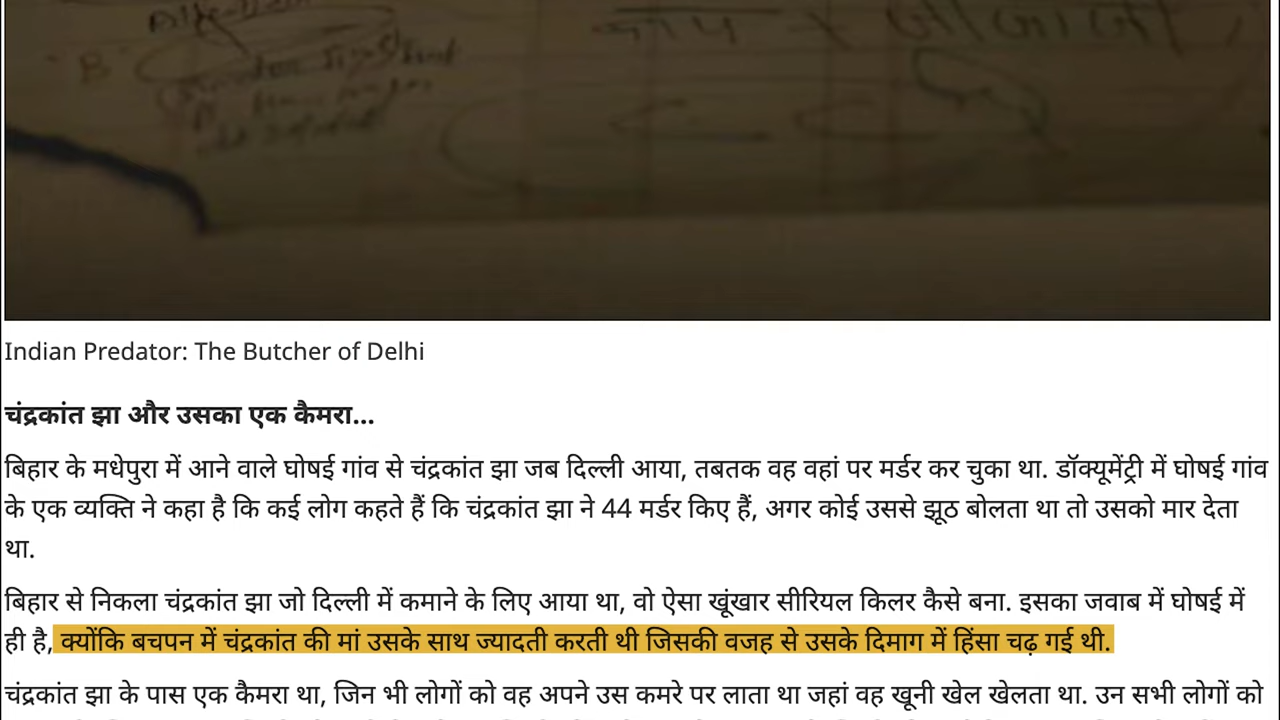 Indian Predator: The Butcher of Delhi
चंद्रकांत झा और उसका एक कैमरा...
बिहार के मधेपुरा में आने वाले घोषई गांव से चंद्रकांत झा जब दिल्ली आया, तबतक वह वहां पर मर्डर कर चुका था. डॉक्यूमेंट्री में घोषई गांव
के एक व्यक्ति ने कहा है कि कई लोग कहते हैं कि चंद्रकांत झा ने 44 मर्डर किए हैं, अगर कोई उससे झूठ बोलता था तो उसको मार देता
था.
बिहार से निकला चंद्रकांत झा जो दिल्ली में कमाने के लिए आया था, वो ऐसा खूंखार सीरियल किलर कैसे बना. इसका जवाब में घोषई में
ही है, क्योंकि बचपन में चंद्रकांत की मां उसके साथ ज्यादती करती थी जिसकी वजह से उसके दिमाग में हिंसा चढ़ गई थी.
चंद्रकांत झा के पास एक कैमरा था, जिन भी लोगों को वह अपने उस कमरे पर लाता था जहां वह खूनी खेल खेलता था. उन सभी लोगों को